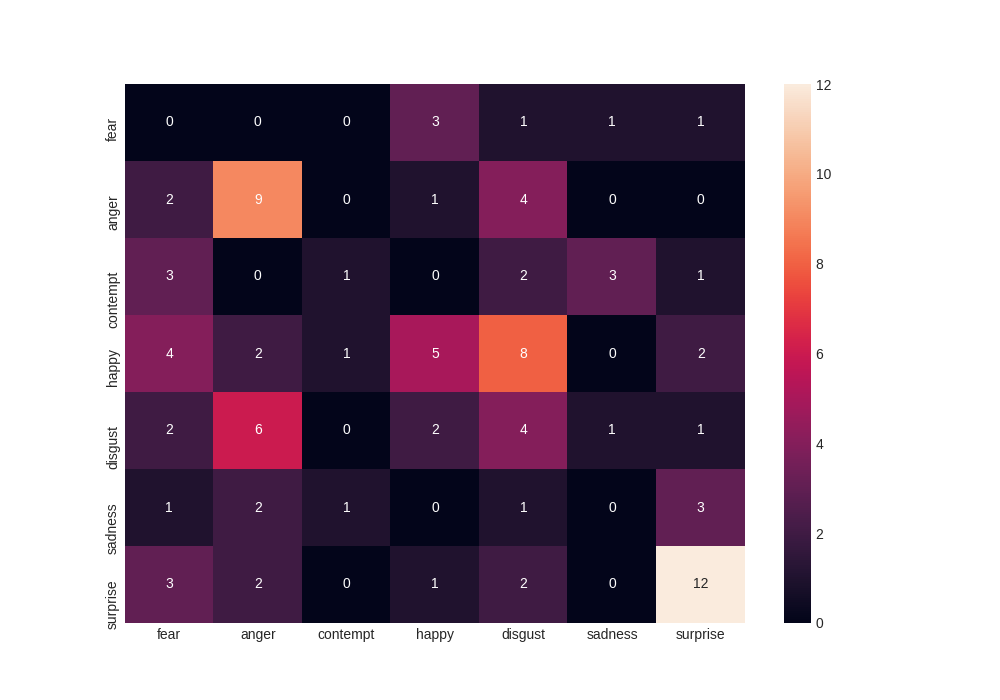 fear 0 0 0 3 1 1 1
anger 2 9 0 1 4 0 0
contempt 3 0 1 0 2 3 1
happy 4 2 1 5 8 0 2
disgust 2 6 0 2 4 1 1
sadness 1 2 1 0 1 0 3
surprise 3 2 0 1 2 0 12
fear anger contempt happy disgust sadness surprise
12
10
8
6
4
2
0